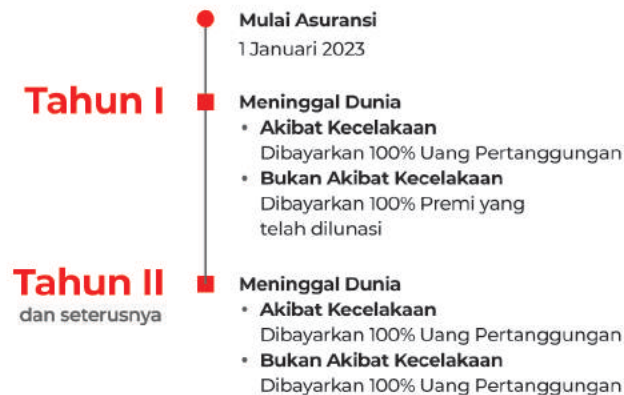 Mulai Asuransi
1 Januari 2023
Tahun I
Meninggal Dunia
• Akibat Kecelakaan
Dibayarkan 100% Uang Pertanggungan
• Bukan Akibat Kecelakaan
Dibayarkan 100% Premi yang
telah dilunasi
Tahun II
dan seterusnya
Meninggal Dunia
• Akibat Kecelakaan
Dibayarkan 100% Uang Pertanggungan
• Bukan Akibat Kecelakaan
Dibayarkan 100% Uang Pertanggungan